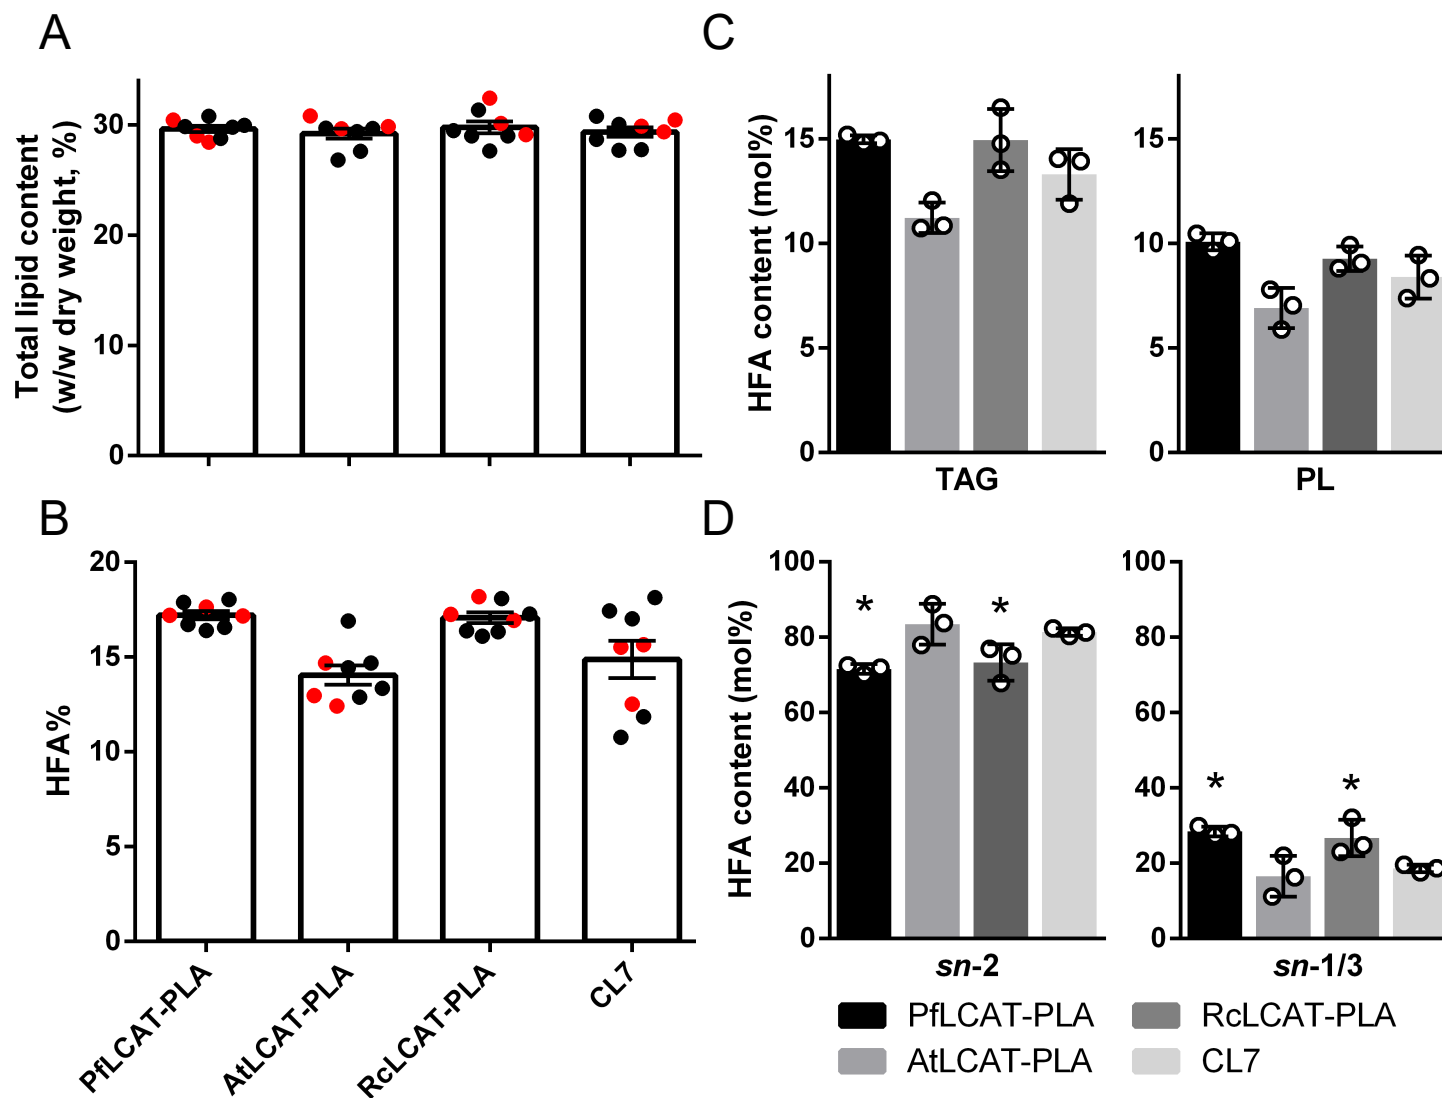 A
Total lipid content
(w/w dry weight, %)
30
20
10
0
B
HFA%
20
15
10
5
0
PfLCAT-PLA
AtLCAT-PLA
RcLCAT-PLA
CL7
C
HFA content (mol%)
15
10
5
0
TAG
15
10
5
0
PL
D
HFA content (mol%)
100
80
60
40
20
0
* *
sn-2
100
80
60
40
20
0
* *
sn-1/3
PfLCAT-PLA
RcLCAT-PLA
AtLCAT-PLA
CL7